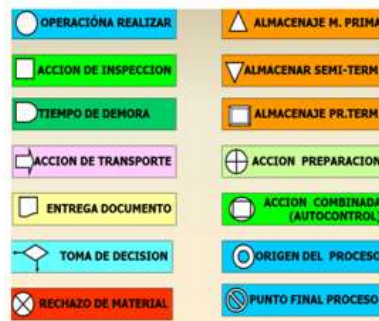 OPERACIÓNA REALIZAR
ACCION DE INSPECCION
TIEMPO DE DEMORA
ACCION DE TRANSPORTE
ENTREGA DOCUMENTO
TOMA DE DECISION
RECHAZO DE MATERIAL
ALMACENAJE M. PRIMA
ALMACENAR SEMI-TERM
ALMACENAJE PR.TERM
ACCION PREPARACION
ACCION COMBINADA
(AUTOCONTROL)
ORIGEN DEL PROCESO
PUNTO FINAL PROCESO